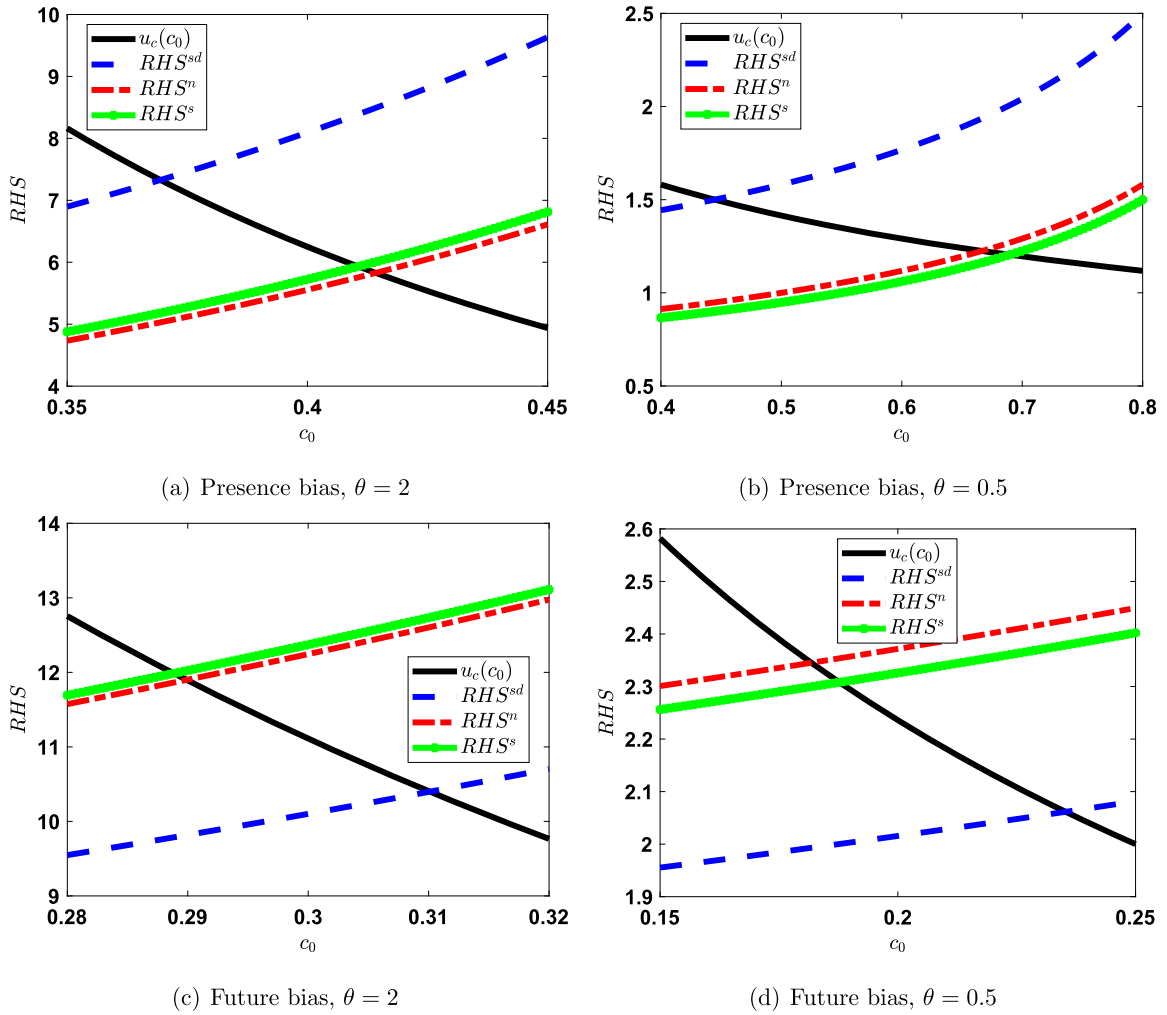 10
9
8
7
6
5
4
RHS
u_c(c_0)
RHS^{sd}
RHS^n
RHS^s
0.35
0.4
0.45
c_0
(a) Presence bias, θ = 2
2.5
2
1.5
1
0.5
RHS
u_c(c_0)
RHS^{sd}
RHS^n
RHS^s
0.4
0.5
0.6
0.7
0.8
c_0
(b) Presence bias, θ = 0.5
14
13
12
11
10
9
RHS
u_c(c_0)
RHS^{sd}
RHS^n
RHS^s
0.28
0.29
0.3
0.31
0.32
c_0
(c) Future bias, θ = 2
2.6
2.5
2.4
2.3
2.2
2.1
2
1.9
RHS
u_c(c_0)
RHS^{sd}
RHS^n
RHS^s
0.15
0.2
0.25
c_0
(d) Future bias, θ = 0.5